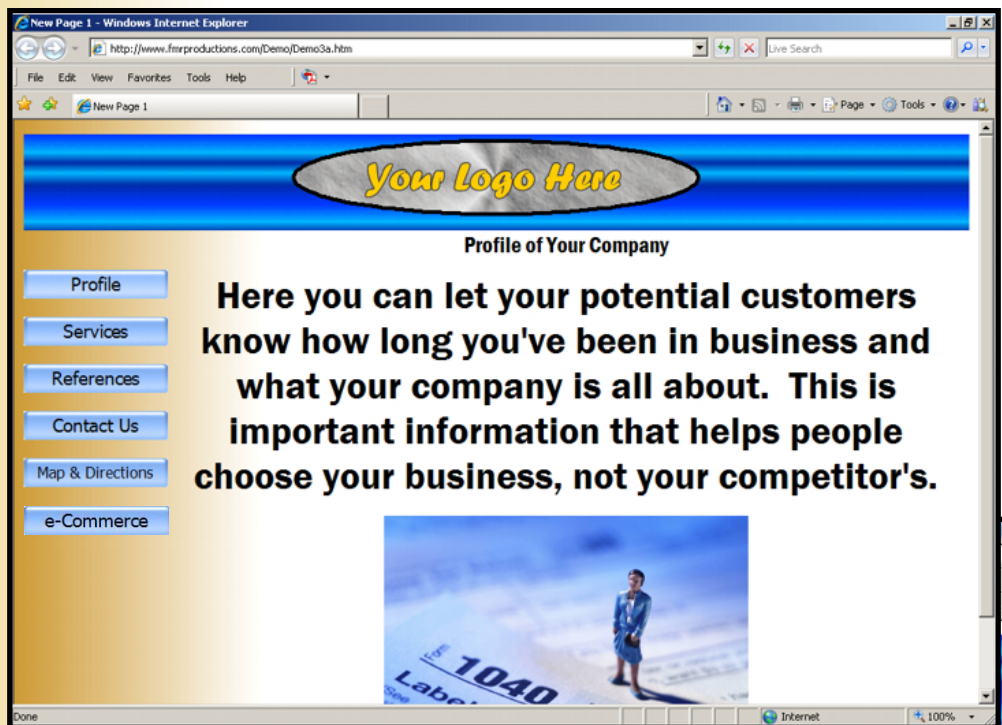 New Page 1 - Windows Internet Explorer
http://www.fmrproductions.com/Demo/Demo3a.htm
Live Search
File Edit View Favorites Tools Help
New Page 1
Page Tools
Your Logo Here
Profile of Your Company
Profile
Services
References
Contact Us
Map & Directions
e-Commerce
Here you can let your potential customers
know how long you've been in business and
what your company is all about. This is
important information that helps people
choose your business, not your competitor's.
Form 1040
Label
See
Done
Internet
100%